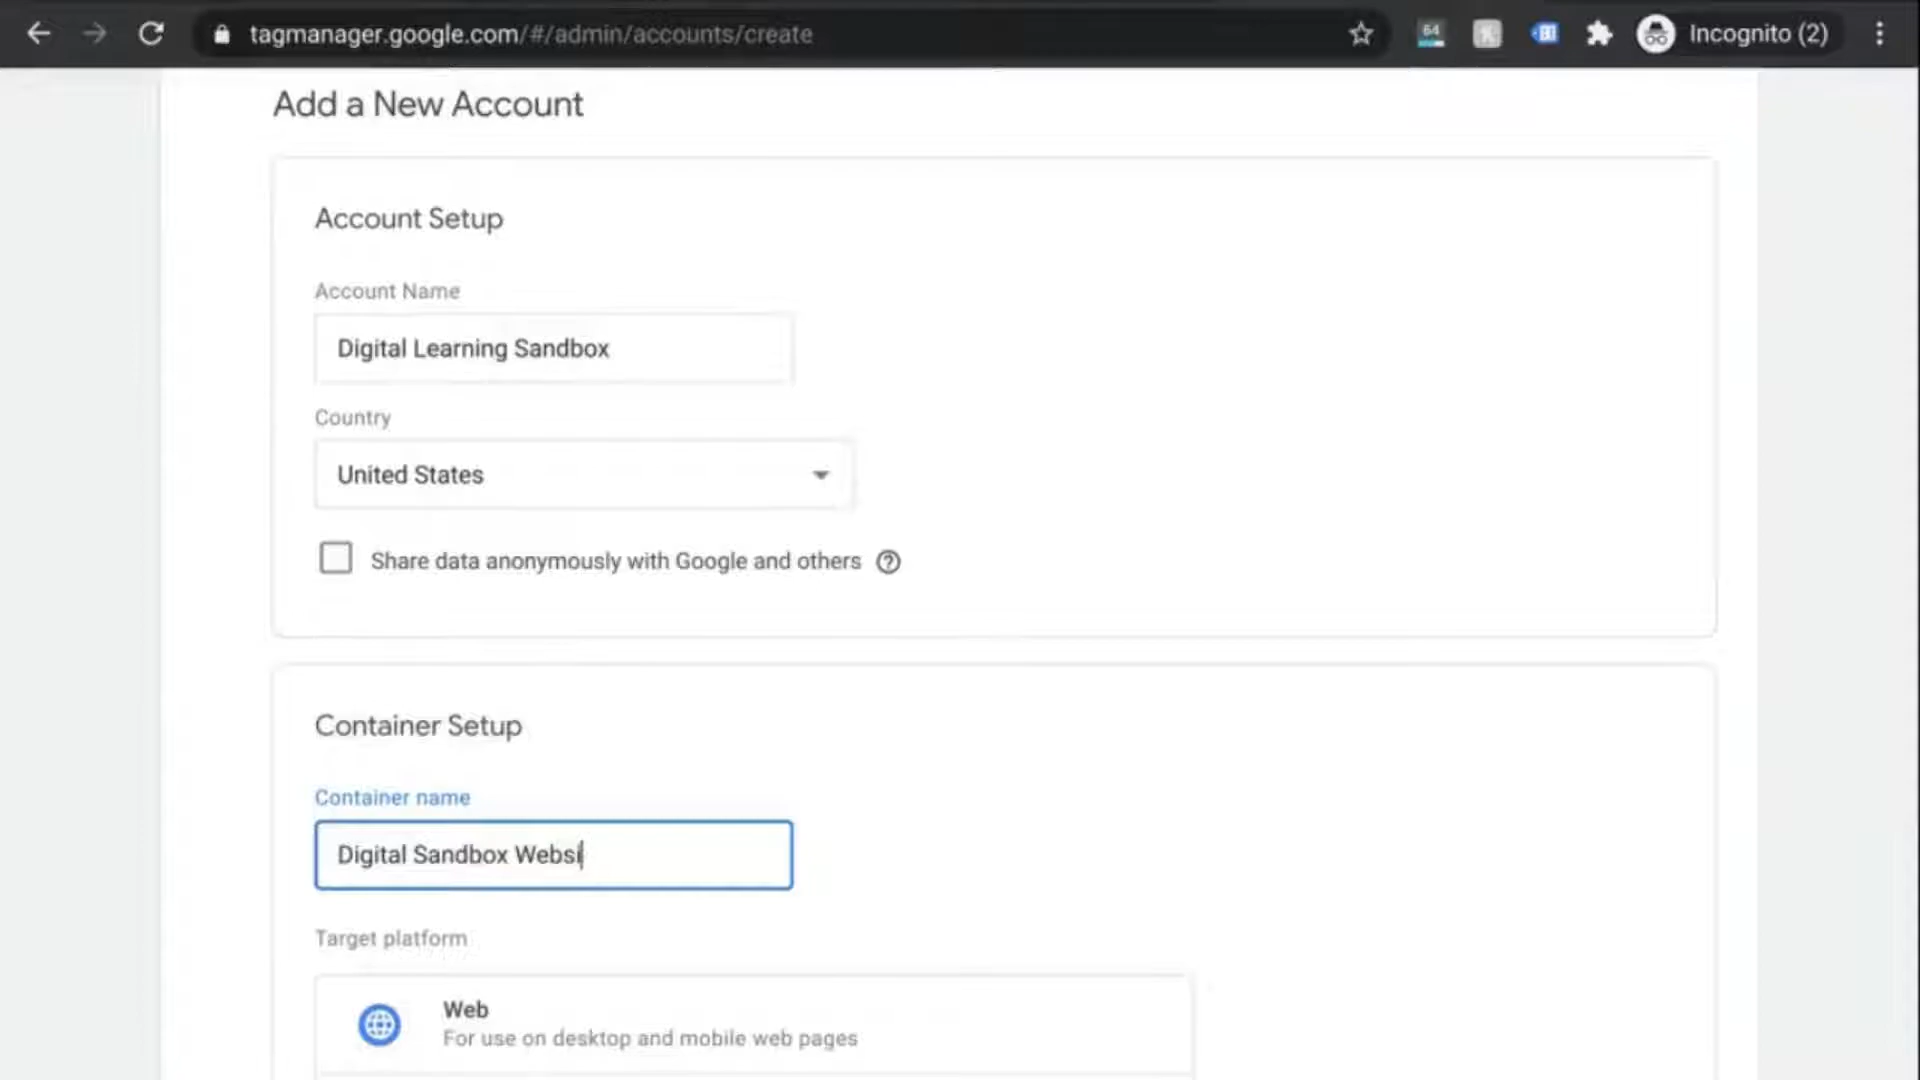 tagmanager.google.com/#/admin/accounts/create
64
Incognito (2)
Add a New Account
Account Setup
Account Name
Digital Learning Sandbox
Country
United States
Share data anonymously with Google and others
Container Setup
Container name
Digital Sandbox Websi
Target platform
Web
For use on desktop and mobile web pages